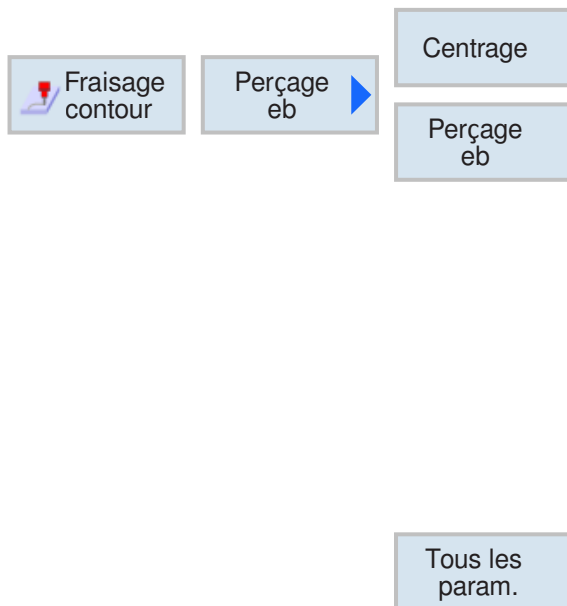 Centrage
Fraisage
contour
Perçage
eb
Perçage
eb
Tous les
param.